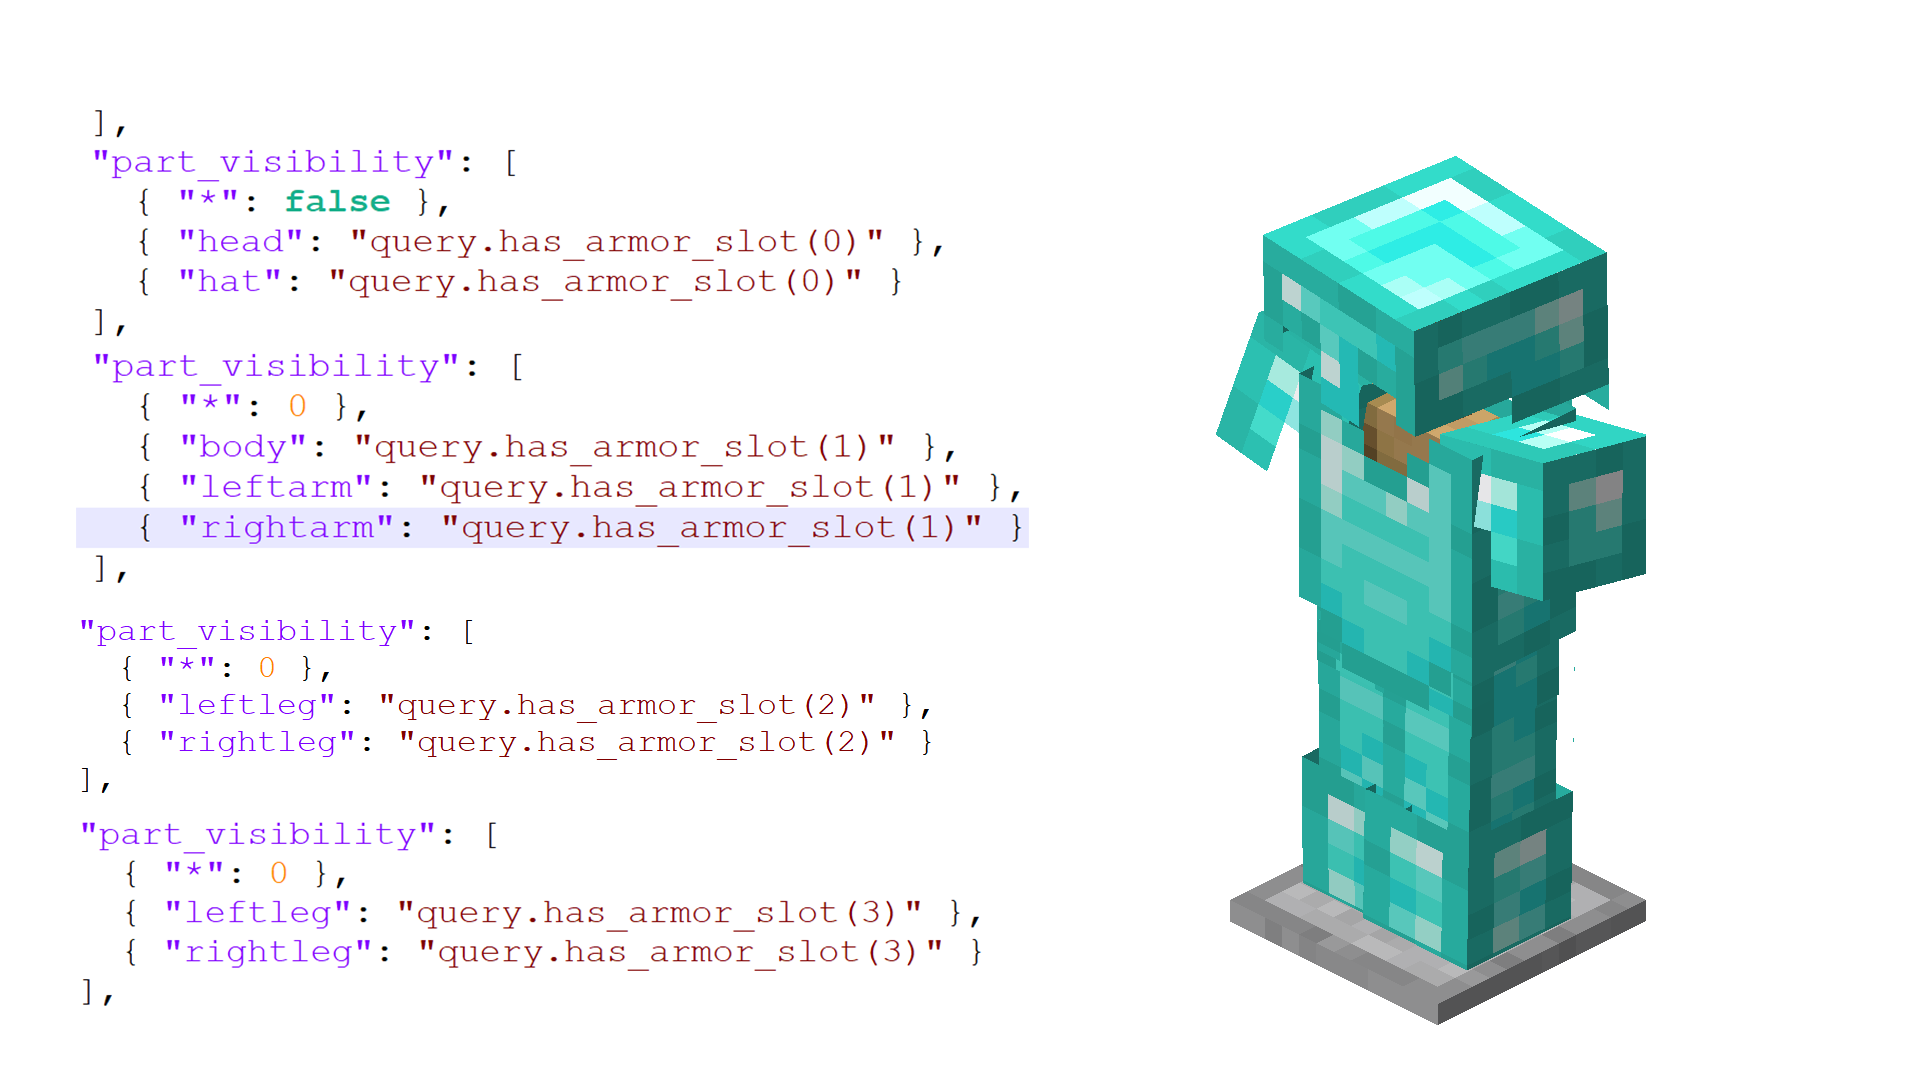 ],
"part_visibility": [
{ "*": false },
{ "head": "query.has_armor_slot(0)" },
{ "hat": "query.has_armor_slot(0)" }
],
"part_visibility": [
{ "*": 0 },
{ "body": "query.has_armor_slot(1)" },
{ "leftarm": "query.has_armor_slot(1)" },
{ "rightarm": "query.has_armor_slot(1)" }
],
"part_visibility": [
{ "*": 0 },
{ "leftleg": "query.has_armor_slot(2)" },
{ "rightleg": "query.has_armor_slot(2)" }
],
"part_visibility": [
{ "*": 0 },
{ "leftleg": "query.has_armor_slot(3)" },
{ "rightleg": "query.has_armor_slot(3)" }
],